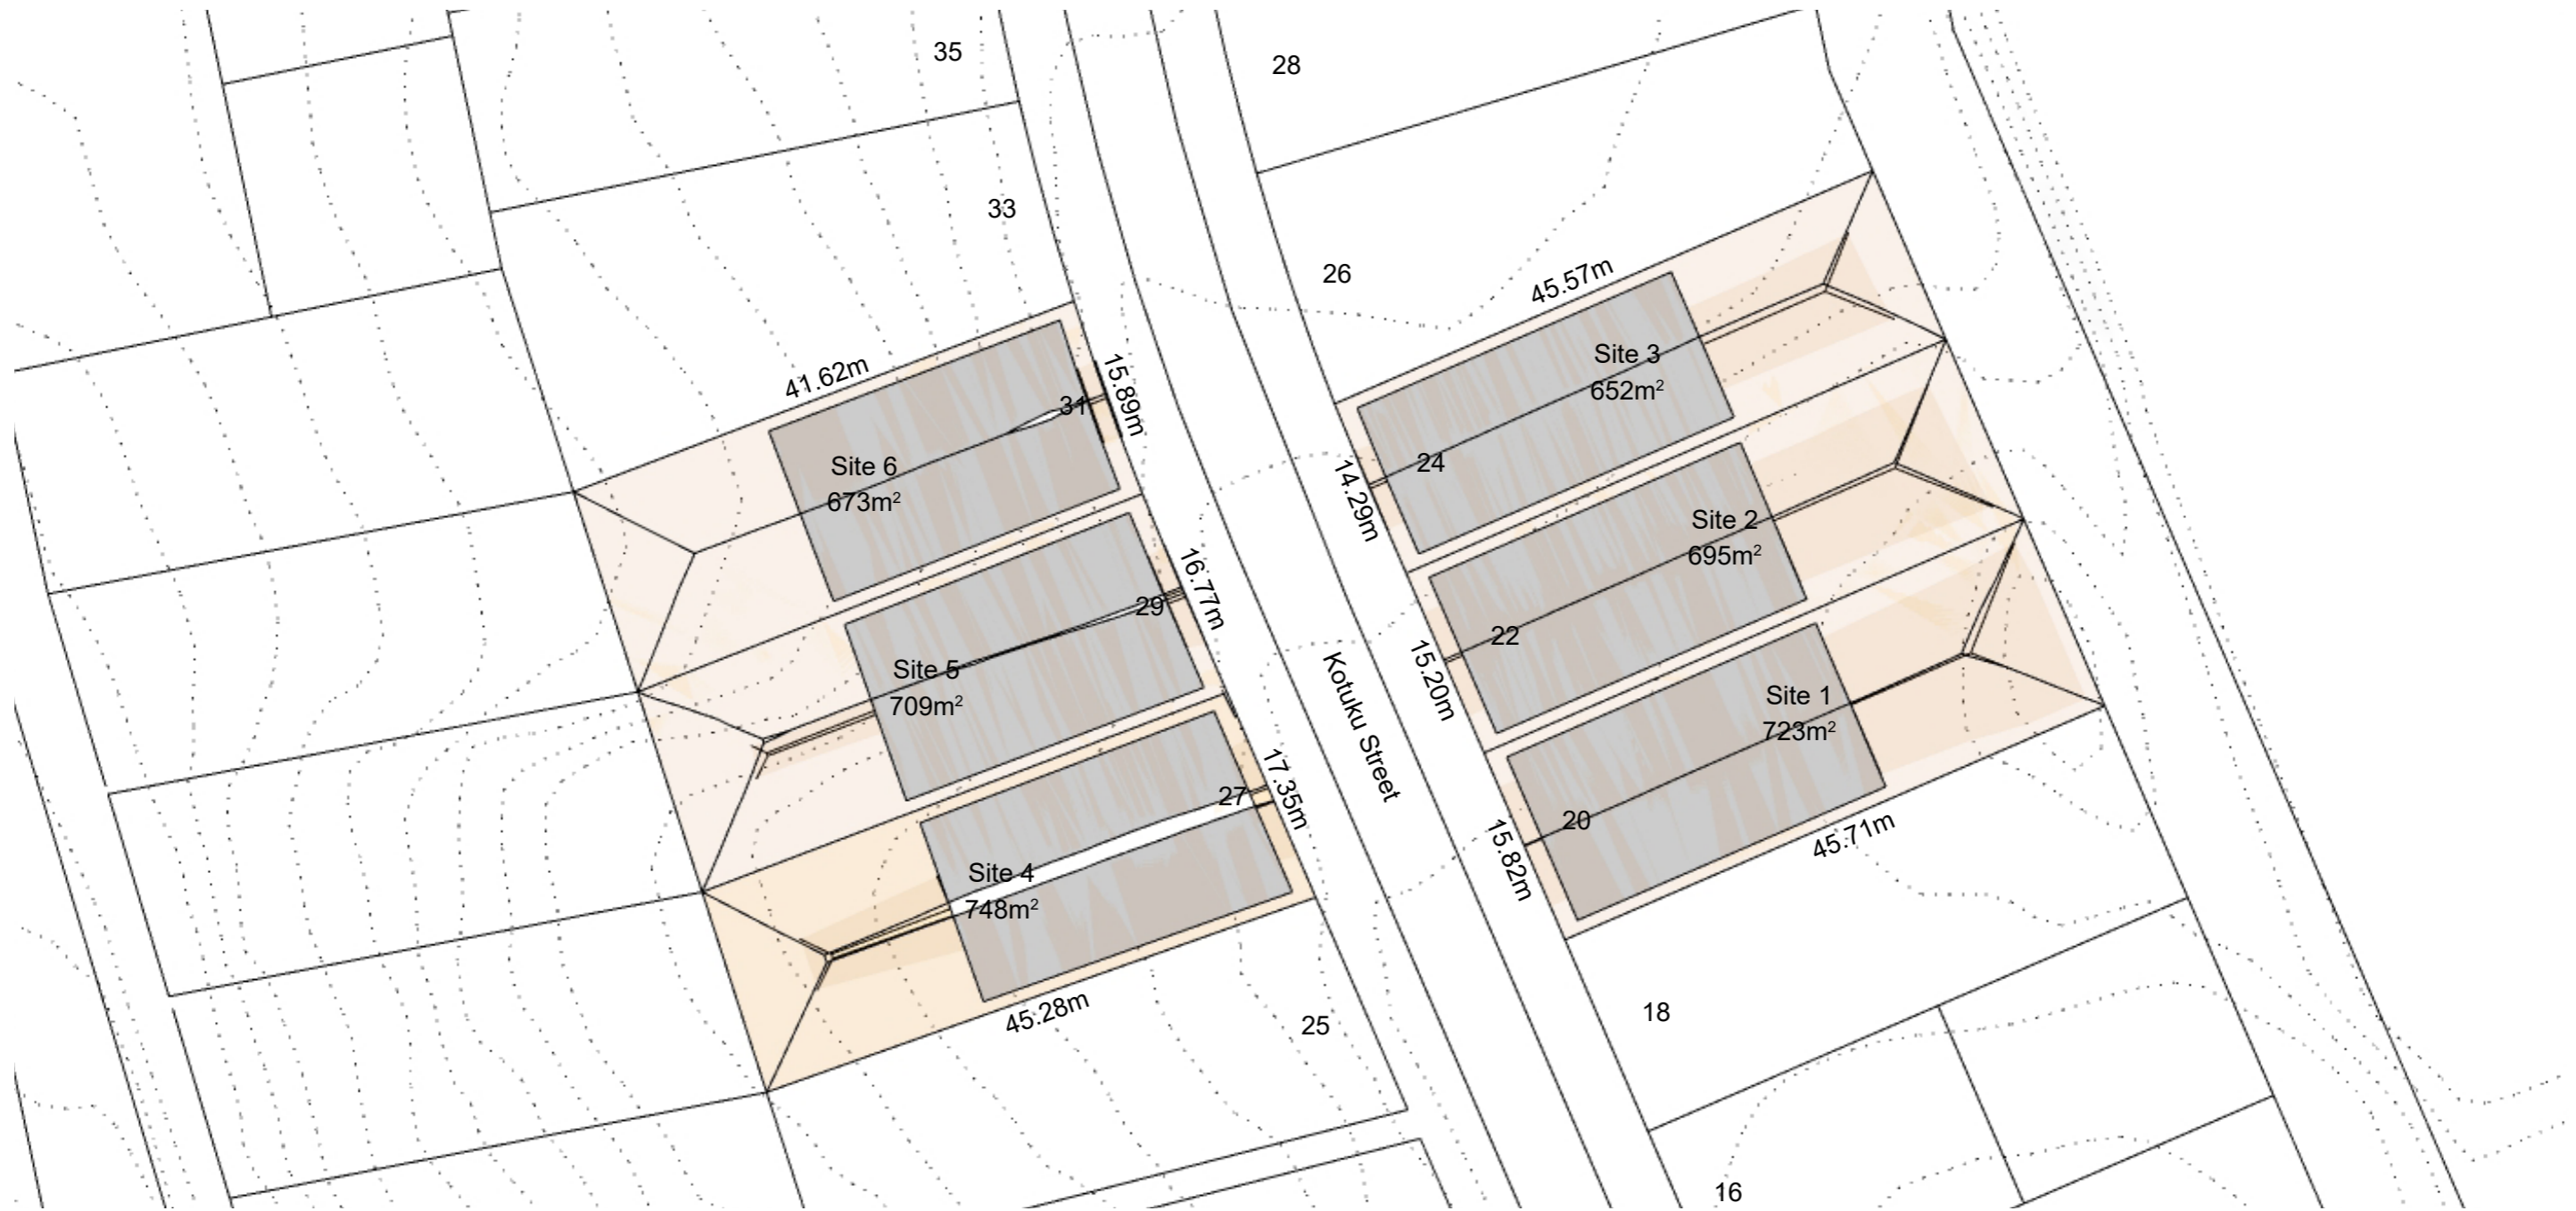 35
28
33
26
45.57m
41.62m
15.89m
31
Site 3
652m²
24
14.29m
Site 6
673m²
Site 2
695m²
16.77m
29
22
15.20m
Site 5
709m²
Kotuku Street
Site 1
723m²
27
17.35m
20
15.82m
45.71m
Site 4
748m²
45.28m
25
18
16